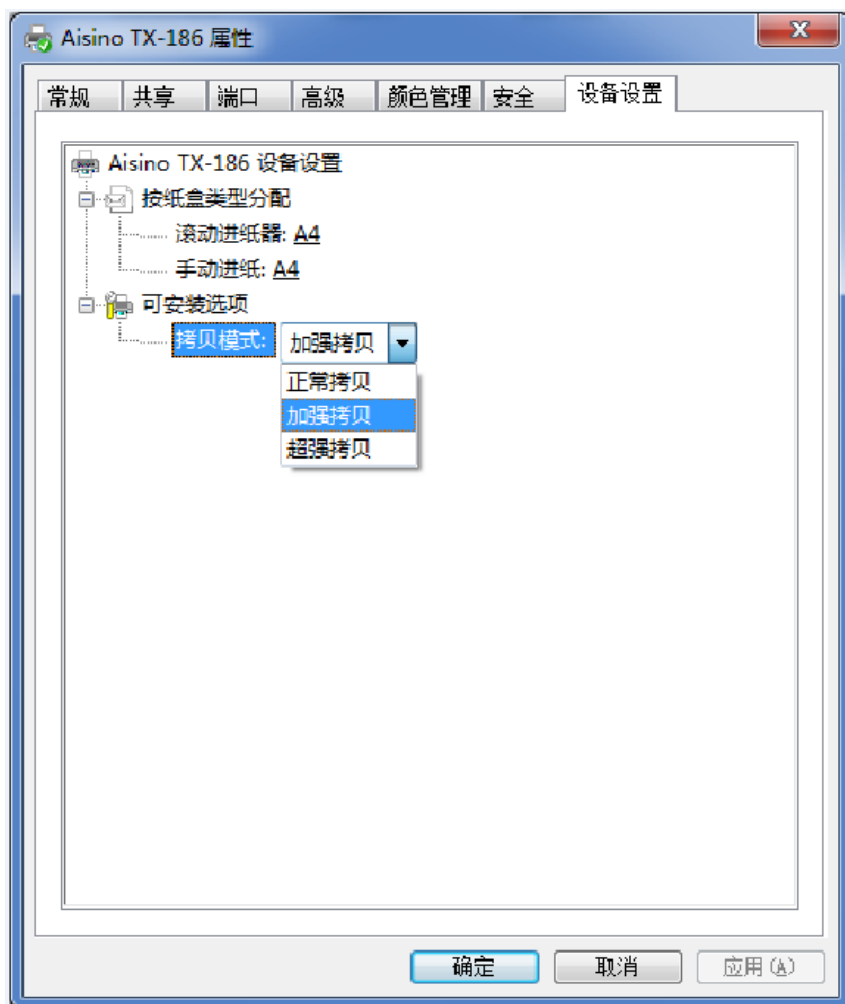 Aisino TX-186 属性
常规 共享 端口 高级 颜色管理 安全 设备设置
Aisino TX-186 设备设置
按纸盒类型分配
滚动进纸器: A4
手动进纸: A4
可安装选项
拷贝模式: 加强拷贝
正常拷贝
加强拷贝
超强拷贝
确定 取消 应用(A)